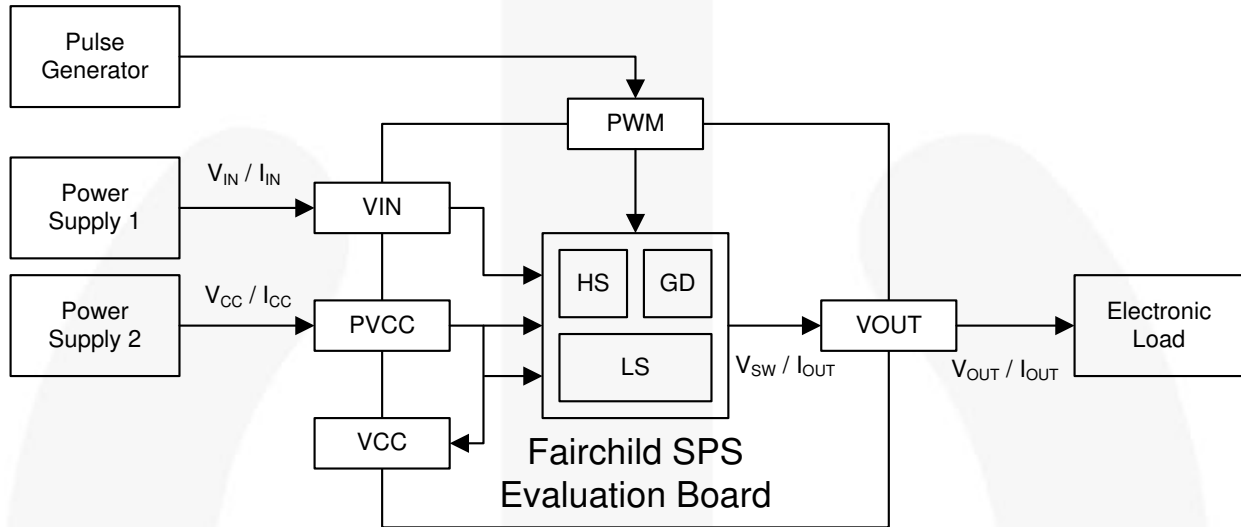 Pulse
Generator
PWM
Power
Supply 1
V_IN / I_IN
VIN
HS
GD
Power
Supply 2
V_CC / I_CC
PVCC
LS
VOUT
Electronic
Load
V_SW / I_OUT
V_OUT / I_OUT
VCC
Fairchild SPS
Evaluation Board